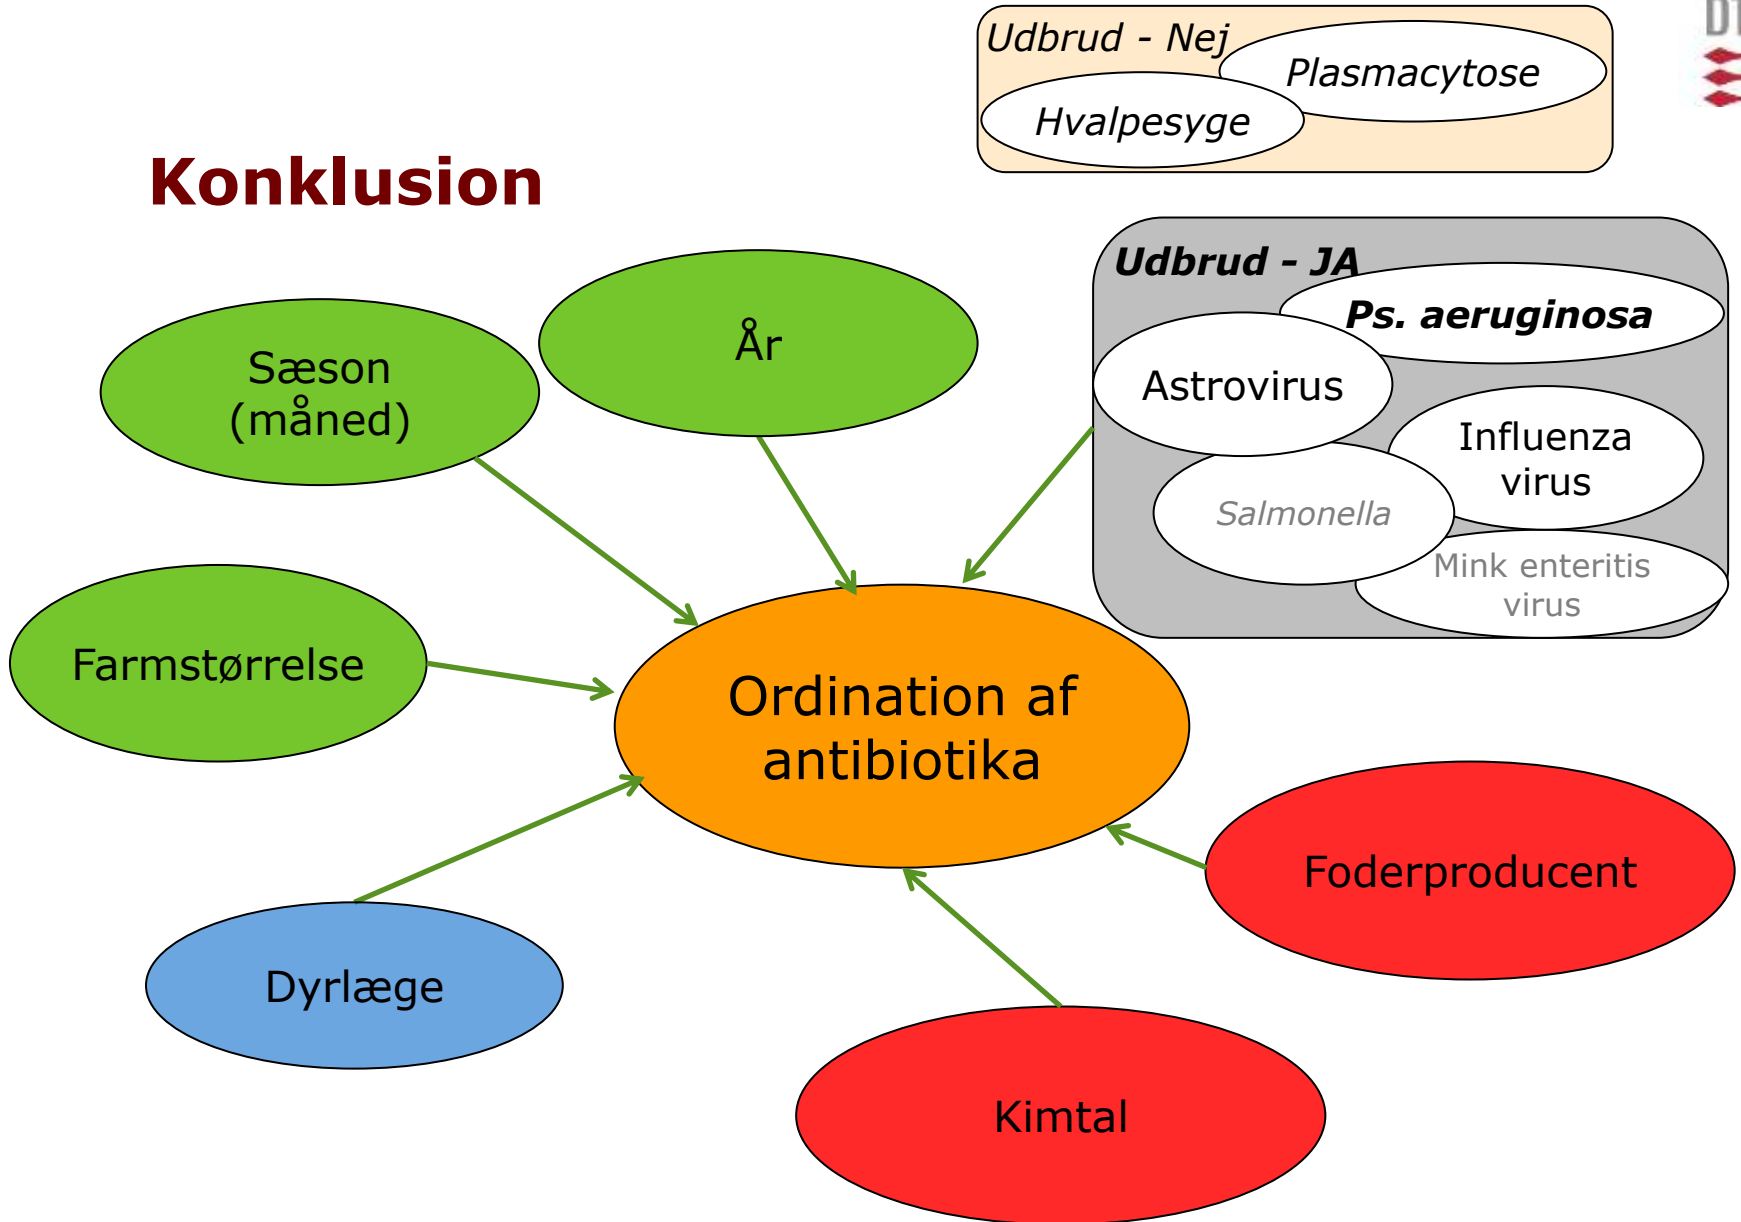 Udbrud - Nej
Plasmacytose
Hvalpesyge
Konklusion
Udbrud - JA
Ps. aeruginosa
Astrovirus
Influenza
virus
Salmonella
Mink enteritis
virus
År
Sæson
(måned)
Farmstørrelse
Ordination af
antibiotika
Foderproducent
Dyrlæge
Kimtal